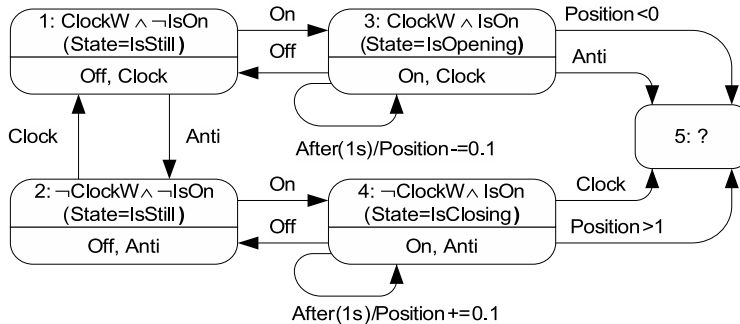 1: ClockW ∧ ¬IsOn
(State=IsStill)
Off, Clock
On
Off
3: ClockW ∧ IsOn
(State=IsOpening)
On, Clock
Position<0
Anti
After(1s)/Position-=0.1
Clock
Anti
5: ?
2: ¬ClockW ∧ ¬IsOn
(State=IsStill)
Off, Anti
On
Off
4: ¬ClockW ∧ IsOn
(State=IsClosing)
On, Anti
Clock
Position>1
After(1s)/Position+=0.1